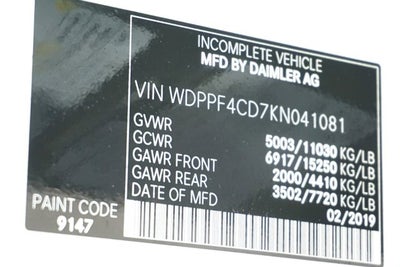 INCOMPLETE VEHICLE
MFD BY DAIMLER AG
VIN WDPPF4CD7KN041081
GVWR 5003/11030 KG/LB
GCWR 6917/15250 KG/LB
GAWR FRONT 2000/4410 KG/LB
GAWR REAR 3502/7720 KG/LB
DATE OF MFD 02/2019
PAINT CODE
9147